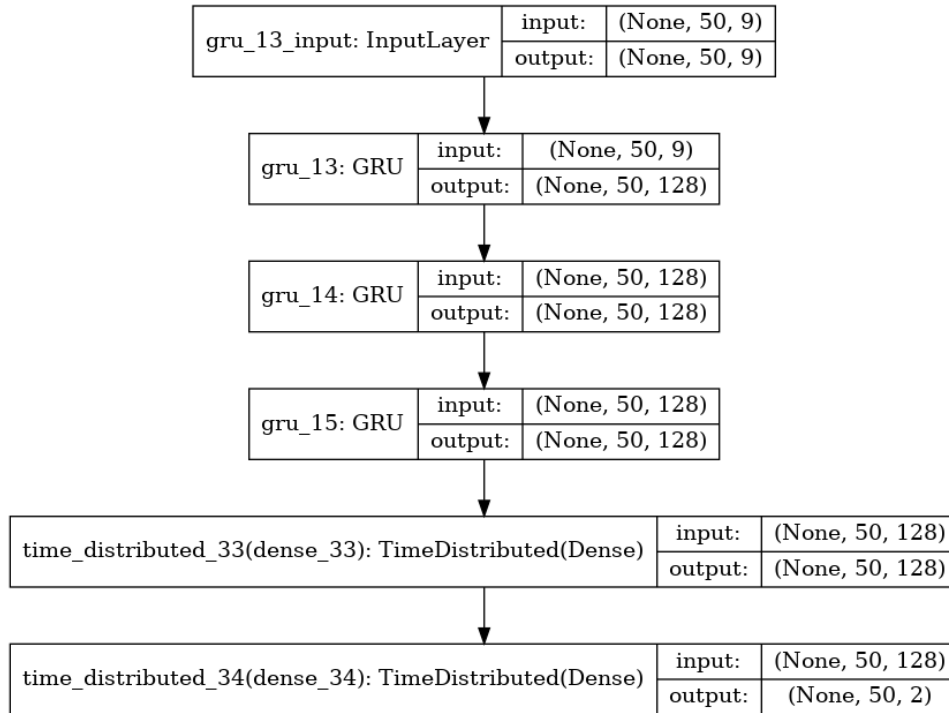 gru_13_input: InputLayer
input: (None, 50, 9)
output: (None, 50, 9)
gru_13: GRU
input: (None, 50, 9)
output: (None, 50, 128)
gru_14: GRU
input: (None, 50, 128)
output: (None, 50, 128)
gru_15: GRU
input: (None, 50, 128)
output: (None, 50, 128)
time_distributed_33(dense_33): TimeDistributed(Dense)
input: (None, 50, 128)
output: (None, 50, 128)
time_distributed_34(dense_34): TimeDistributed(Dense)
input: (None, 50, 128)
output: (None, 50, 2)